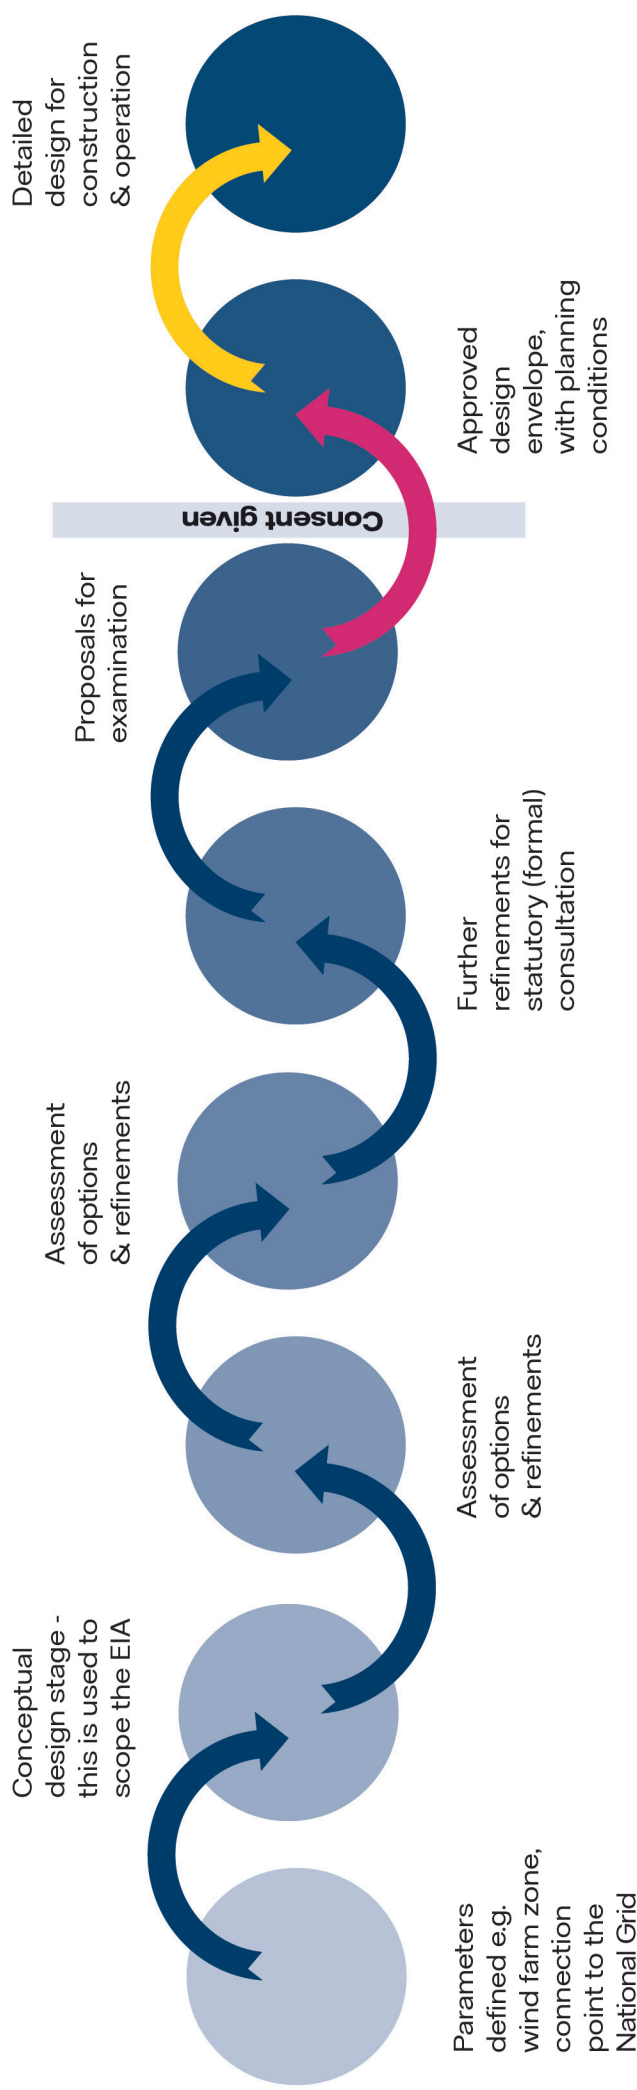 Parameters
defined e.g.
wind farm zone,
connection
point to the
National Grid
Conceptual
design stage -
this is used to
scope the EIA
Assessment
of options
& refinements
Assessment
of options
& refinements
Further
refinements for
statutory (formal)
consultation
Proposals for
examination
Consent given
Approved
design
envelope,
with planning
conditions
Detailed
design for
construction
& operation